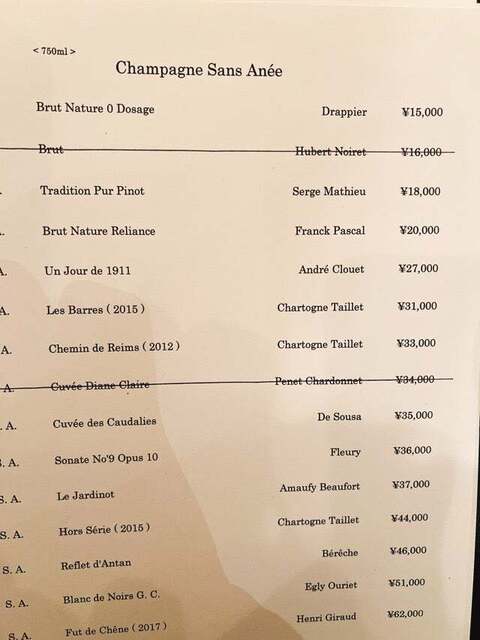 < 750ml >
Champagne Sans Anée
Brut Nature 0 Dosage Drappier ¥15,000
Brut Hubert Noiret ¥16,000
Tradition Pur Pinot Serge Mathieu ¥18,000
Brut Nature Reliance Franck Pascal ¥20,000
A. Un Jour de 1911 André Clouet ¥27,000
A. Les Barres ( 2015 ) Chartogne Taillet ¥31,000
A. Chemin de Reims ( 2012 ) Chartogne Taillet ¥33,000
A. Cuvée Diane Claire Penet Chardonnet ¥34,000
. A. Cuvée des Caudalies De Sousa ¥35,000
S. A. Sonate No'9 Opus 10 Fleury ¥36,000
S. A. Le Jardinot Amaufy Beaufort ¥37,000
S. A. Hors Série ( 2015 ) Chartogne Taillet ¥44,000
S. A. Reflet d'Antan Bérêche ¥46,000
S. A. Blanc de Noirs G. C. Egly Ouriet ¥51,000
S. A. Fut de Chêne ( 2017 ) Henri Giraud ¥62,000